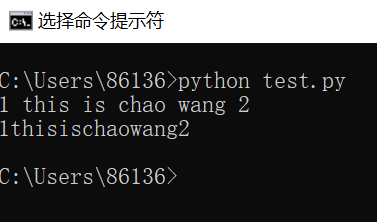 选择命令提示符
C:\Users\86136>python test.py
1 this is chao wang 2
1thisischaowang2
C:\Users\86136>